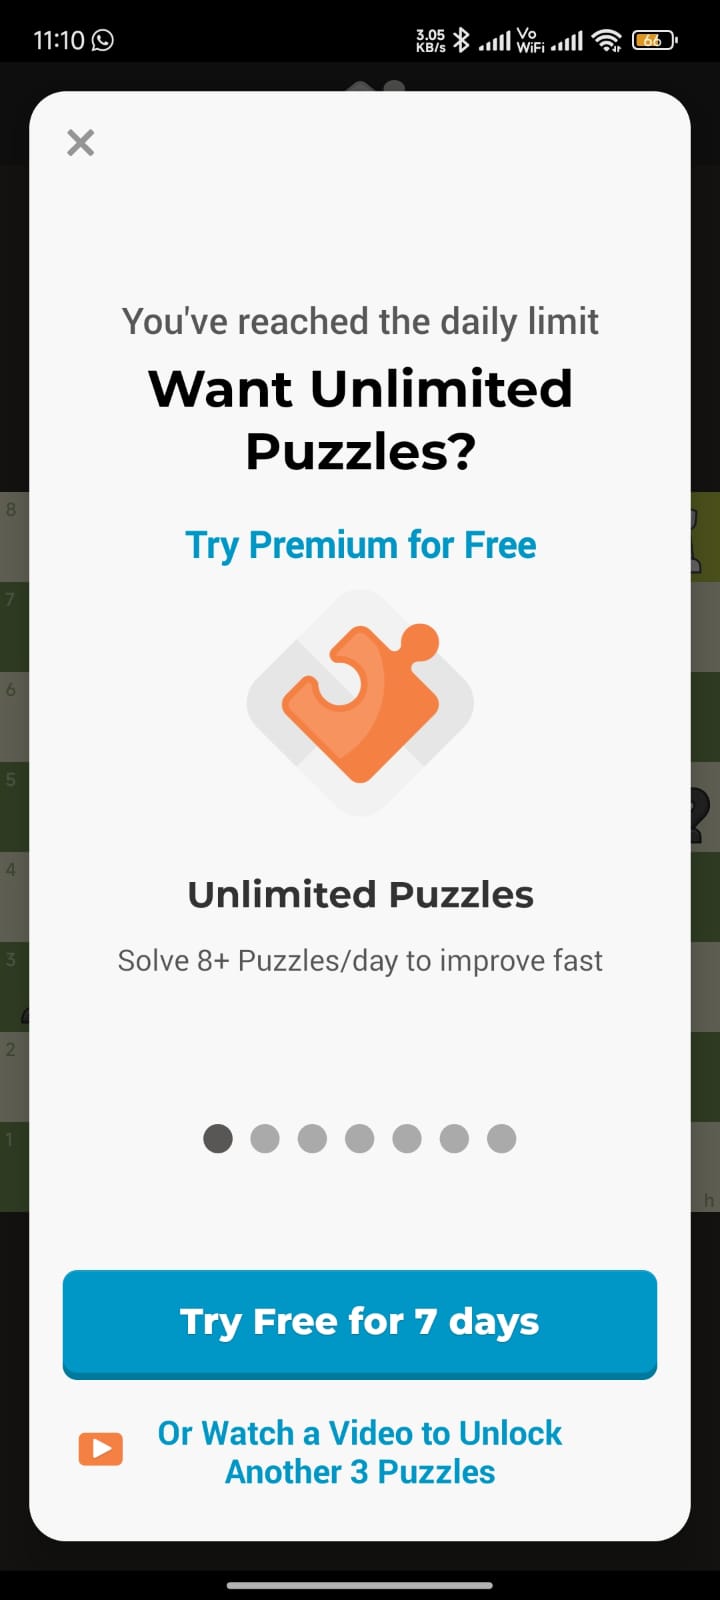 11:10
3.05
KB/s
Vo
WiFi
66
You've reached the daily limit
Want Unlimited
Puzzles?
Try Premium for Free
8
7
6
5
4
3
2
1
h
Unlimited Puzzles
Solve 8+ Puzzles/day to improve fast
Try Free for 7 days
Or Watch a Video to Unlock
Another 3 Puzzles